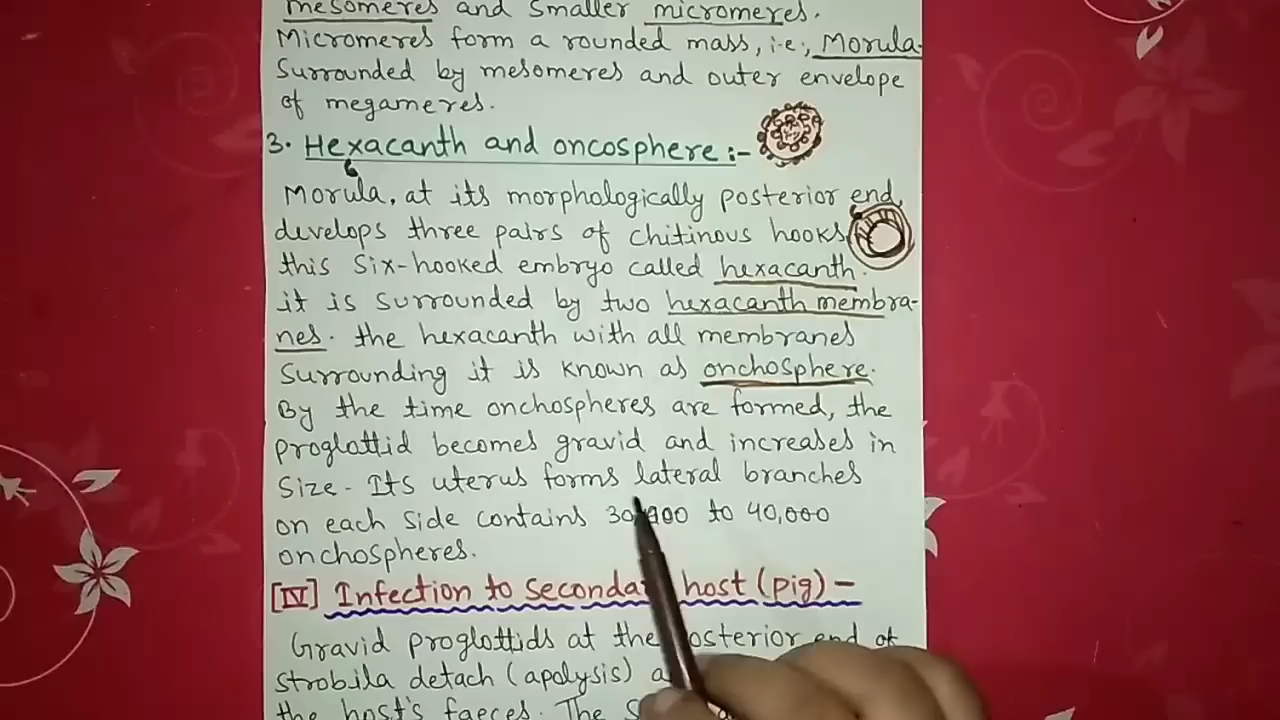 mesomeres and smaller micromeres.
Micromeres form a rounded mass, i.e., Morula.
Surrounded by mesomeres and outer envelope
of megameres.
3. Hexacanth and oncosphere :-
6
Morula, at its morphologically posterior end,
develops three pairs of chitinous hooks
this six-hooked embryo called hexacanth.
it is surrounded by two hexacanth membra-
nes. the hexacanth with all membranes
surrounding it is known as onchosphere.
By the time onchospheres are formed, the
proglottid becomes gravid and increases in
size. Its uterus forms lateral branches
on each side contains to 40,000
onchospheres.
[IV] Infection to host (pig) -
Gravid proglottids at the end of
strobila detach (apolysis)
the host's faeces. The